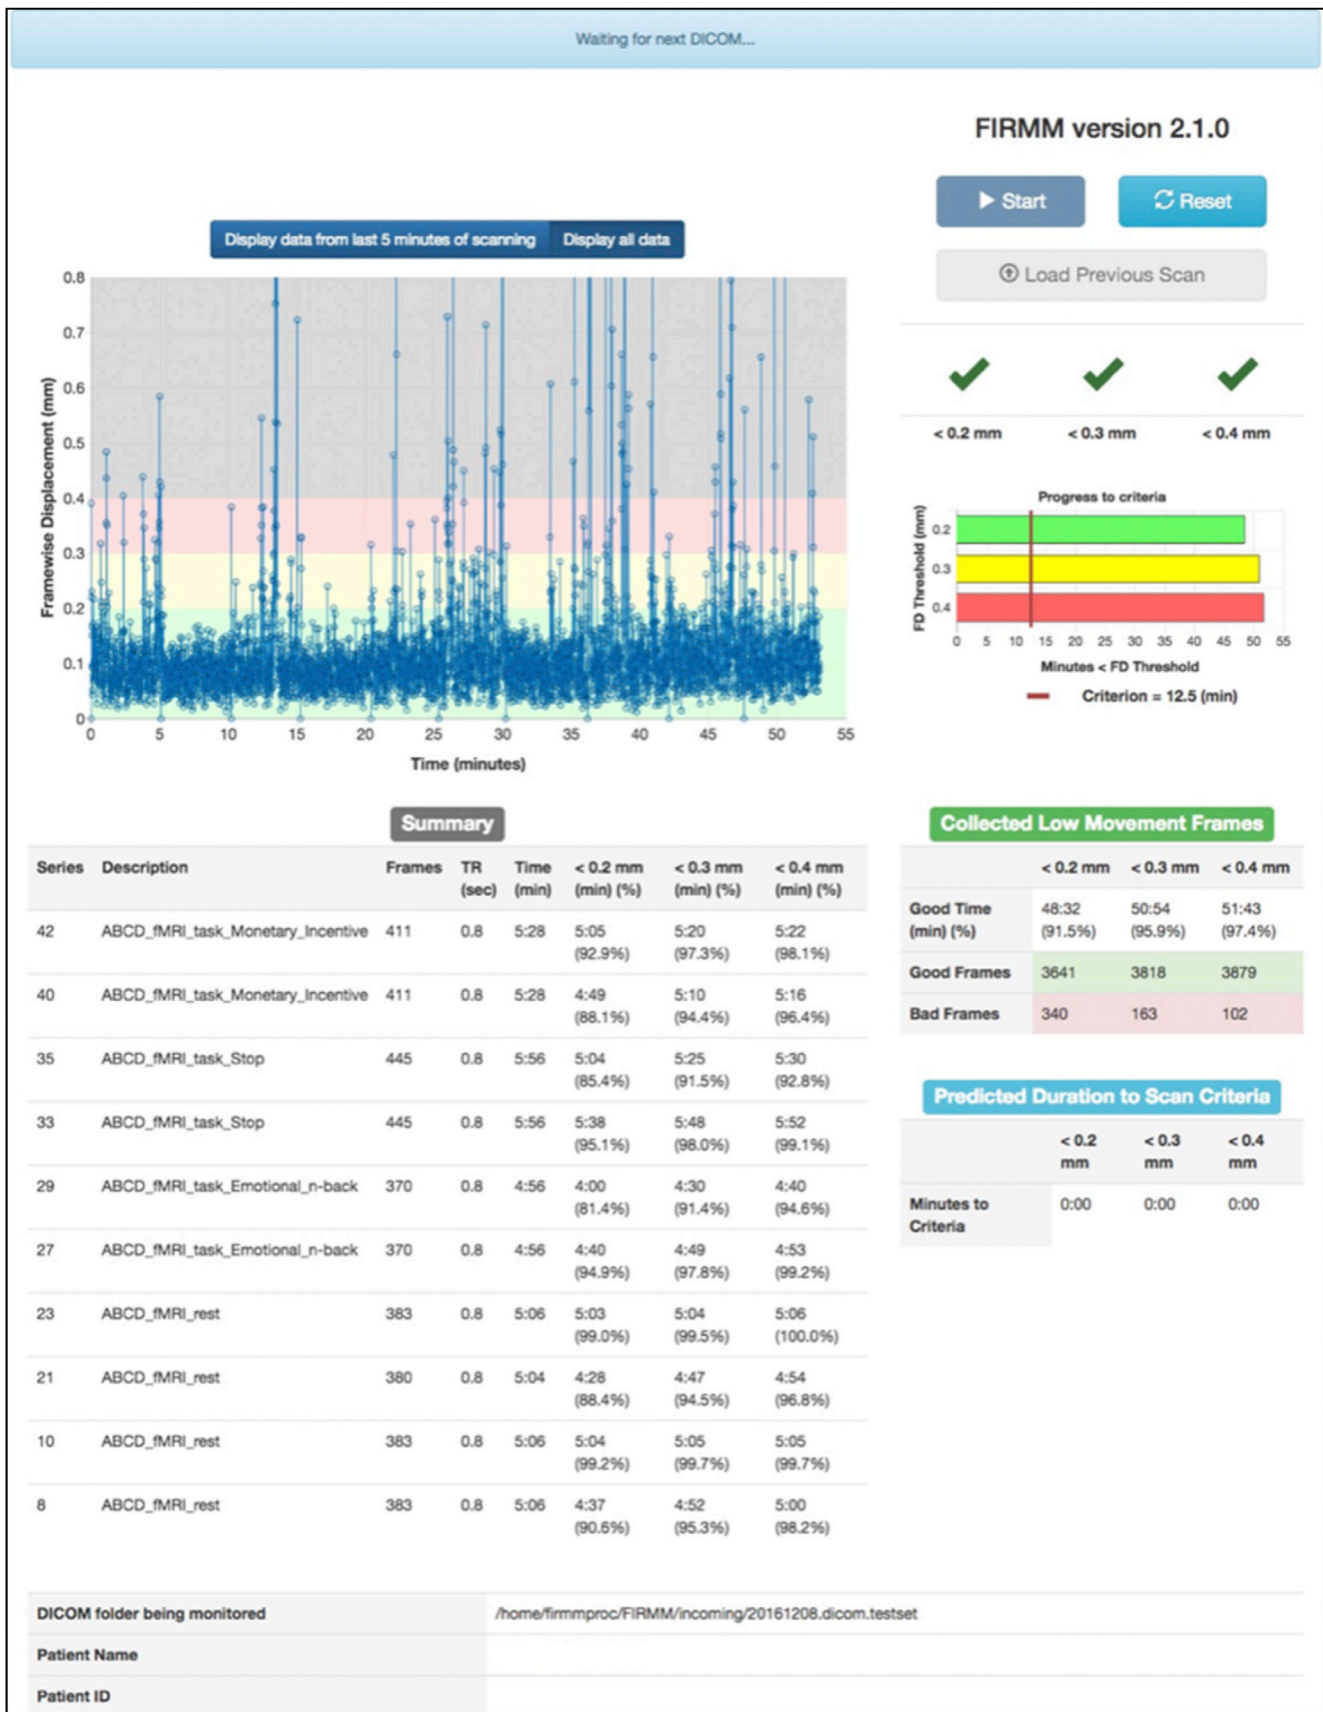 Waiting for next DICOM...
FIRMM version 2.1.0
Start
Reset
Load Previous Scan
Display data from last 5 minutes of scanning
Display all data
0.8
0.7
0.6
0.5
0.4
0.3
0.2
0.1
0
Framewise Displacement (mm)
0 5 10 15 20 25 30 35 40 45 50 55
Time (minutes)
< 0.2 mm < 0.3 mm < 0.4 mm
Progress to criteria
FD Threshold (mm)
0.2
0.3
0.4
0 5 10 15 20 25 30 35 40 45 50 55
Minutes < FD Threshold
Criterion = 12.5 (min)
Summary
Series Description Frames TR Time < 0.2 mm < 0.3 mm < 0.4 mm
(sec) (min) (min) (%) (min) (%) (min) (%)
42 ABCD_fMRI_task_Monetary_Incentive 411 0.8 5:28 5:05 5:20 5:22
(92.9%) (97.3%) (98.1%)
40 ABCD_fMRI_task_Monetary_Incentive 411 0.8 5:28 4:49 5:10 5:16
(88.1%) (94.4%) (96.4%)
35 ABCD_fMRI_task_Stop 445 0.8 5:56 5:04 5:25 5:30
(85.4%) (91.5%) (92.8%)
33 ABCD_fMRI_task_Stop 445 0.8 5:56 5:38 5:48 5:52
(95.1%) (98.0%) (99.1%)
29 ABCD_fMRI_task_Emotional_n-back 370 0.8 4:56 4:00 4:30 4:40
(81.4%) (91.4%) (94.6%)
27 ABCD_fMRI_task_Emotional_n-back 370 0.8 4:56 4:40 4:49 4:53
(94.9%) (97.8%) (99.2%)
23 ABCD_fMRI_rest 383 0.8 5:06 5:03 5:04 5:06
(99.0%) (99.5%) (100.0%)
21 ABCD_fMRI_rest 380 0.8 5:04 4:28 4:47 4:54
(88.4%) (94.5%) (96.8%)
10 ABCD_fMRI_rest 383 0.8 5:06 5:04 5:05 5:05
(99.2%) (99.7%) (99.7%)
8 ABCD_fMRI_rest 383 0.8 5:06 4:37 4:52 5:00
(90.6%) (95.3%) (98.2%)
Collected Low Movement Frames
< 0.2 mm < 0.3 mm < 0.4 mm
Good Time 48:32 50:54 51:43
(min) (%) (91.5%) (95.9%) (97.4%)
Good Frames 3641 3818 3879
Bad Frames 340 163 102
Predicted Duration to Scan Criteria
< 0.2 < 0.3 < 0.4
mm mm mm
Minutes to 0:00 0:00 0:00
Criteria
DICOM folder being monitored /home/firmmproc/FIRMM/incoming/20161208.dicom.testset
Patient Name
Patient ID